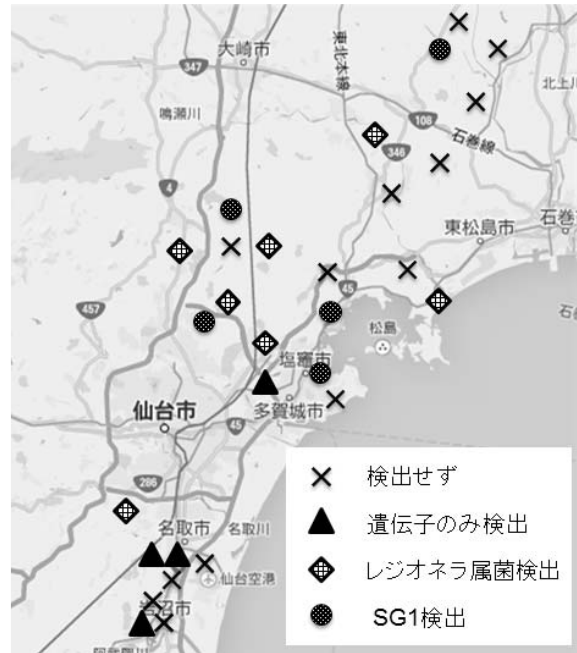 大崎市
東北本線
347
北上川
鳴瀬川
108
石巻線
346
4
東松島市
石巻
45
457
松島
塩竈市
多賀城市
仙台市
45
286
名取市
名取川
仙台空港
岩沼市
阿武隈川
検出せず
遺伝子のみ検出
レジオネラ属菌検出
SG1検出